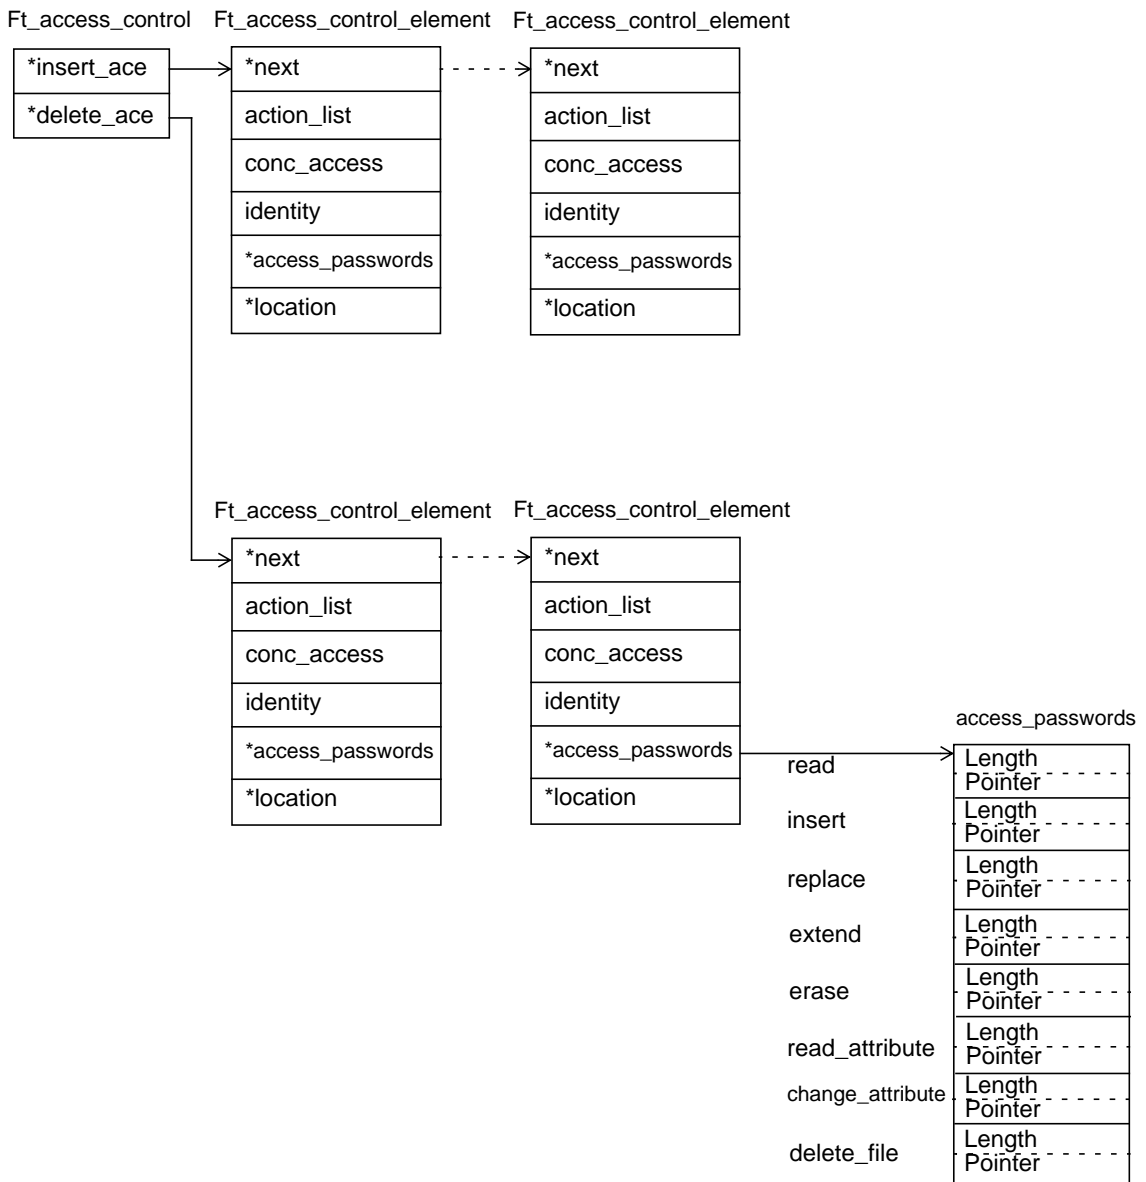 Ft_access_control Ft_access_control_element Ft_access_control_element
*insert_ace *next *next
*delete_ace action_list action_list
conc_access conc_access
identity identity
*access_passwords *access_passwords
*location *location
Ft_access_control_element Ft_access_control_element
*next *next
action_list action_list
conc_access conc_access
identity identity
access_passwords
*access_passwords *access_passwords
read Length
Pointer
*location *location
insert Length
Pointer
replace Length
Pointer
extend Length
Pointer
erase Length
Pointer
read_attribute Length
Pointer
change_attribute Length
Pointer
delete_file Length
Pointer